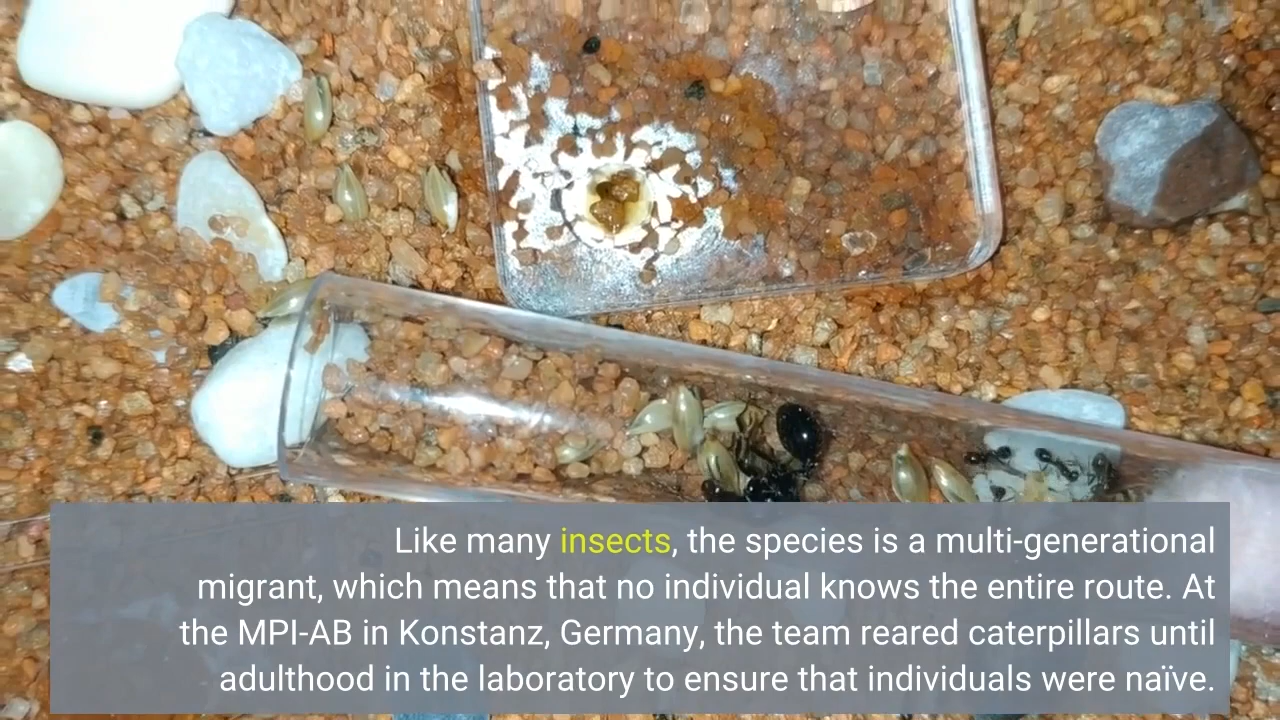 Like many insects, the species is a multi-generational
migrant, which means that no individual knows the entire route. At
the MPI-AB in Konstanz, Germany, the team reared caterpillars until
adulthood in the laboratory to ensure that individuals were naïve.